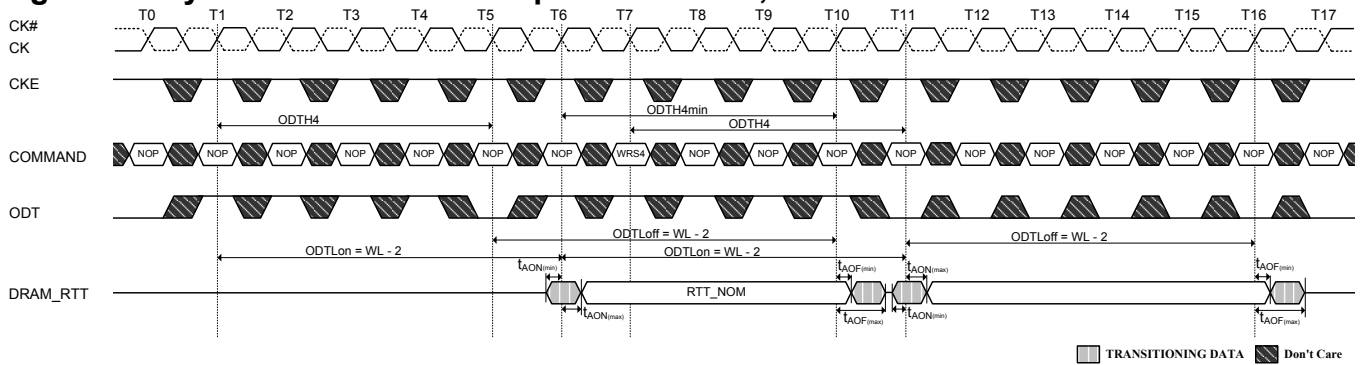 T0 T1 T2 T3 T4 T5 T6 T7 T8 T9 T10 T11 T12 T13 T14 T15 T16 T17
CK#
CK
CKE
ODTH4 ODTH4min
ODTH4
COMMAND NOP NOP NOP NOP NOP NOP NOP WRS4 NOP NOP NOP NOP NOP NOP NOP NOP NOP NOP
ODT
ODTLoff = WL - 2 ODTLoff = WL - 2
ODTLon = WL - 2 ODTLon = WL - 2
tAON(min) tAOF(min) tAON(max) tAOF(min)
DRAM_RTT RTT_NOM
tAON(max) tAOF(max) tAON(min) tAOF(max)
TRANSITIONING DATA Don't Care